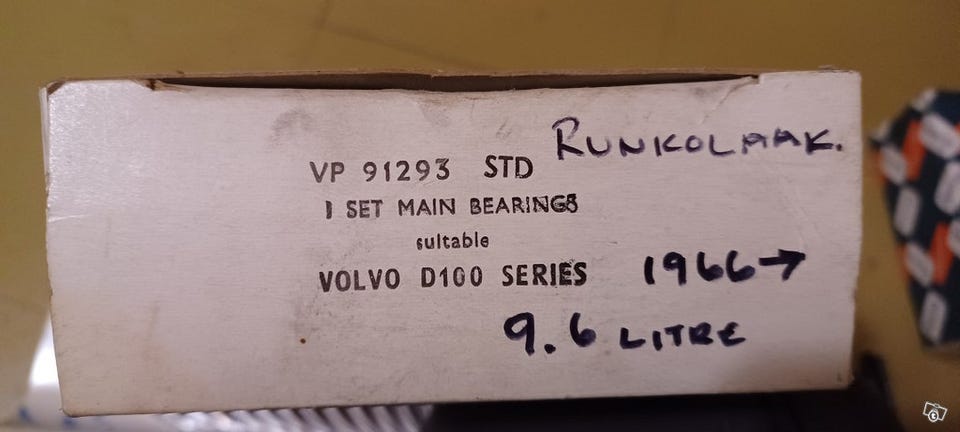 RUNKOLAAK.
VP 91293 STD
1 SET MAIN BEARINGS
suitable
VOLVO D100 SERIES
1966→
9.6 LITRE